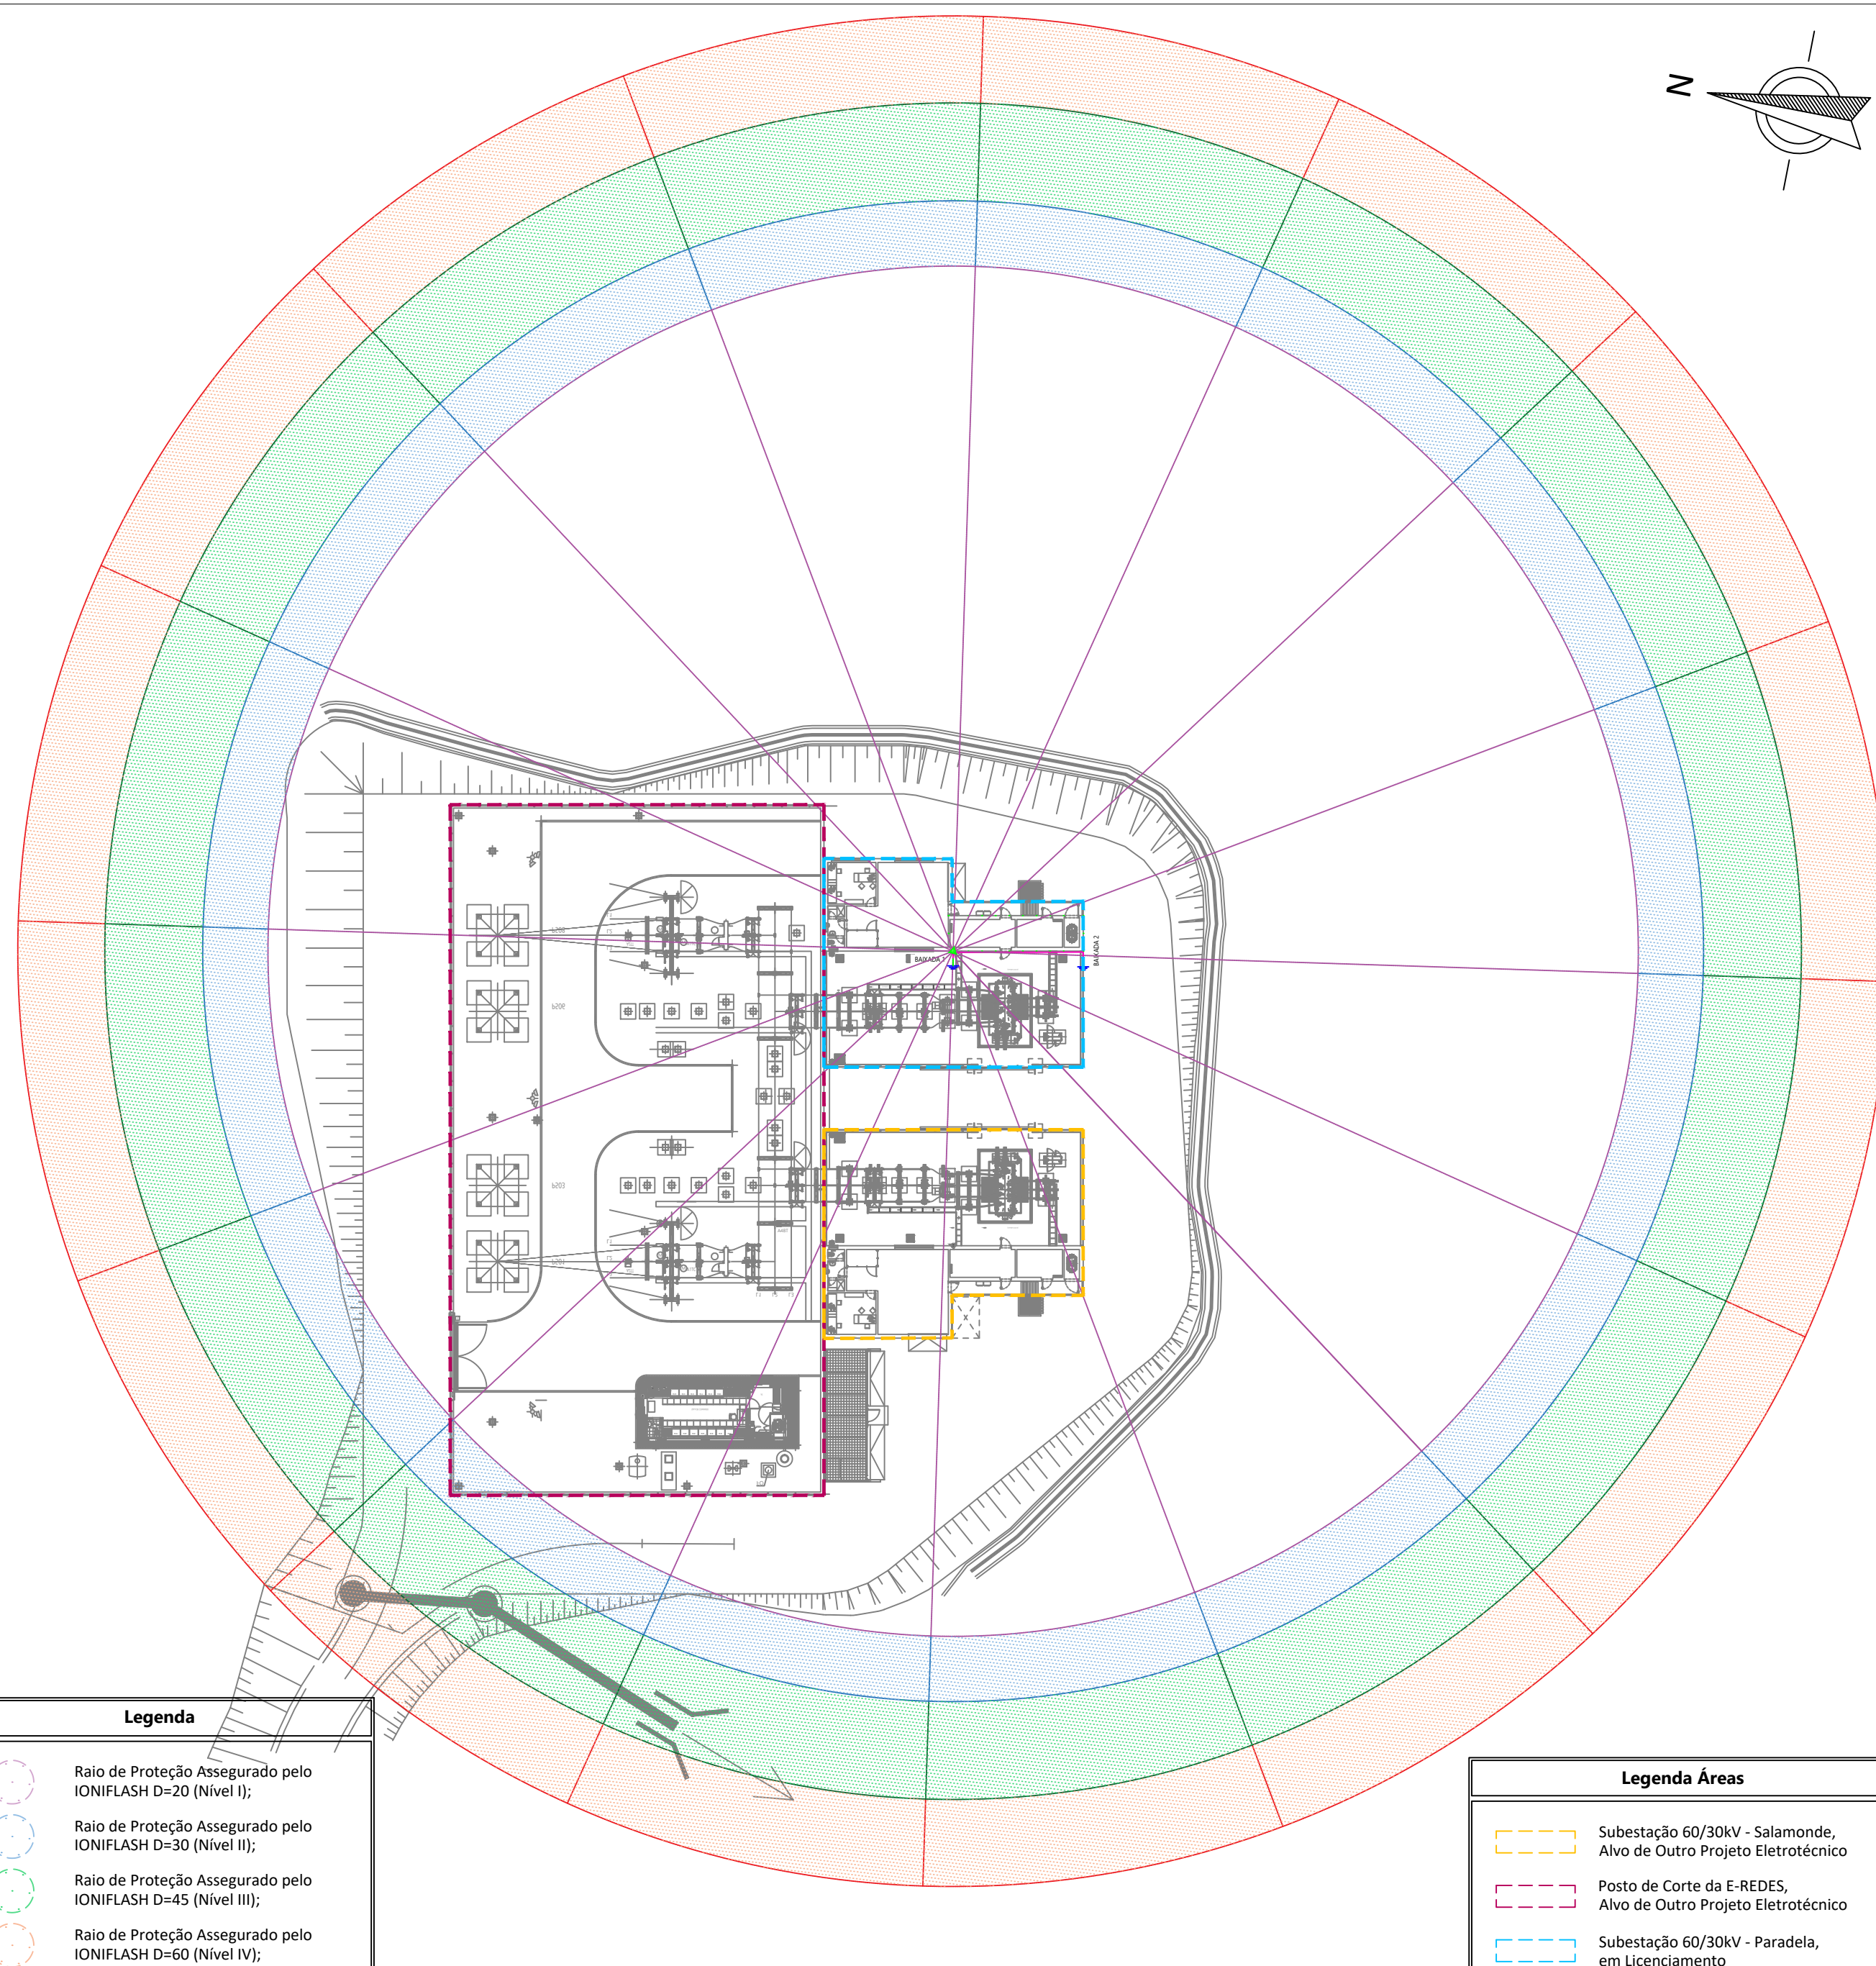 N
BAIXADA 1
BAIXADA 2
Legenda
Raio de Proteção Assegurado pelo
IONIFLASH D=20 (Nível I);
Raio de Proteção Assegurado pelo
IONIFLASH D=30 (Nível II);
Raio de Proteção Assegurado pelo
IONIFLASH D=45 (Nível III);
Raio de Proteção Assegurado pelo
IONIFLASH D=60 (Nível IV);
Legenda Áreas
Subestação 60/30kV - Salamonde,
Alvo de Outro Projeto Eletrotécnico
Posto de Corte da E-REDES,
Alvo de Outro Projeto Eletrotécnico
Subestação 60/30kV - Paradela,
em Licenciamento